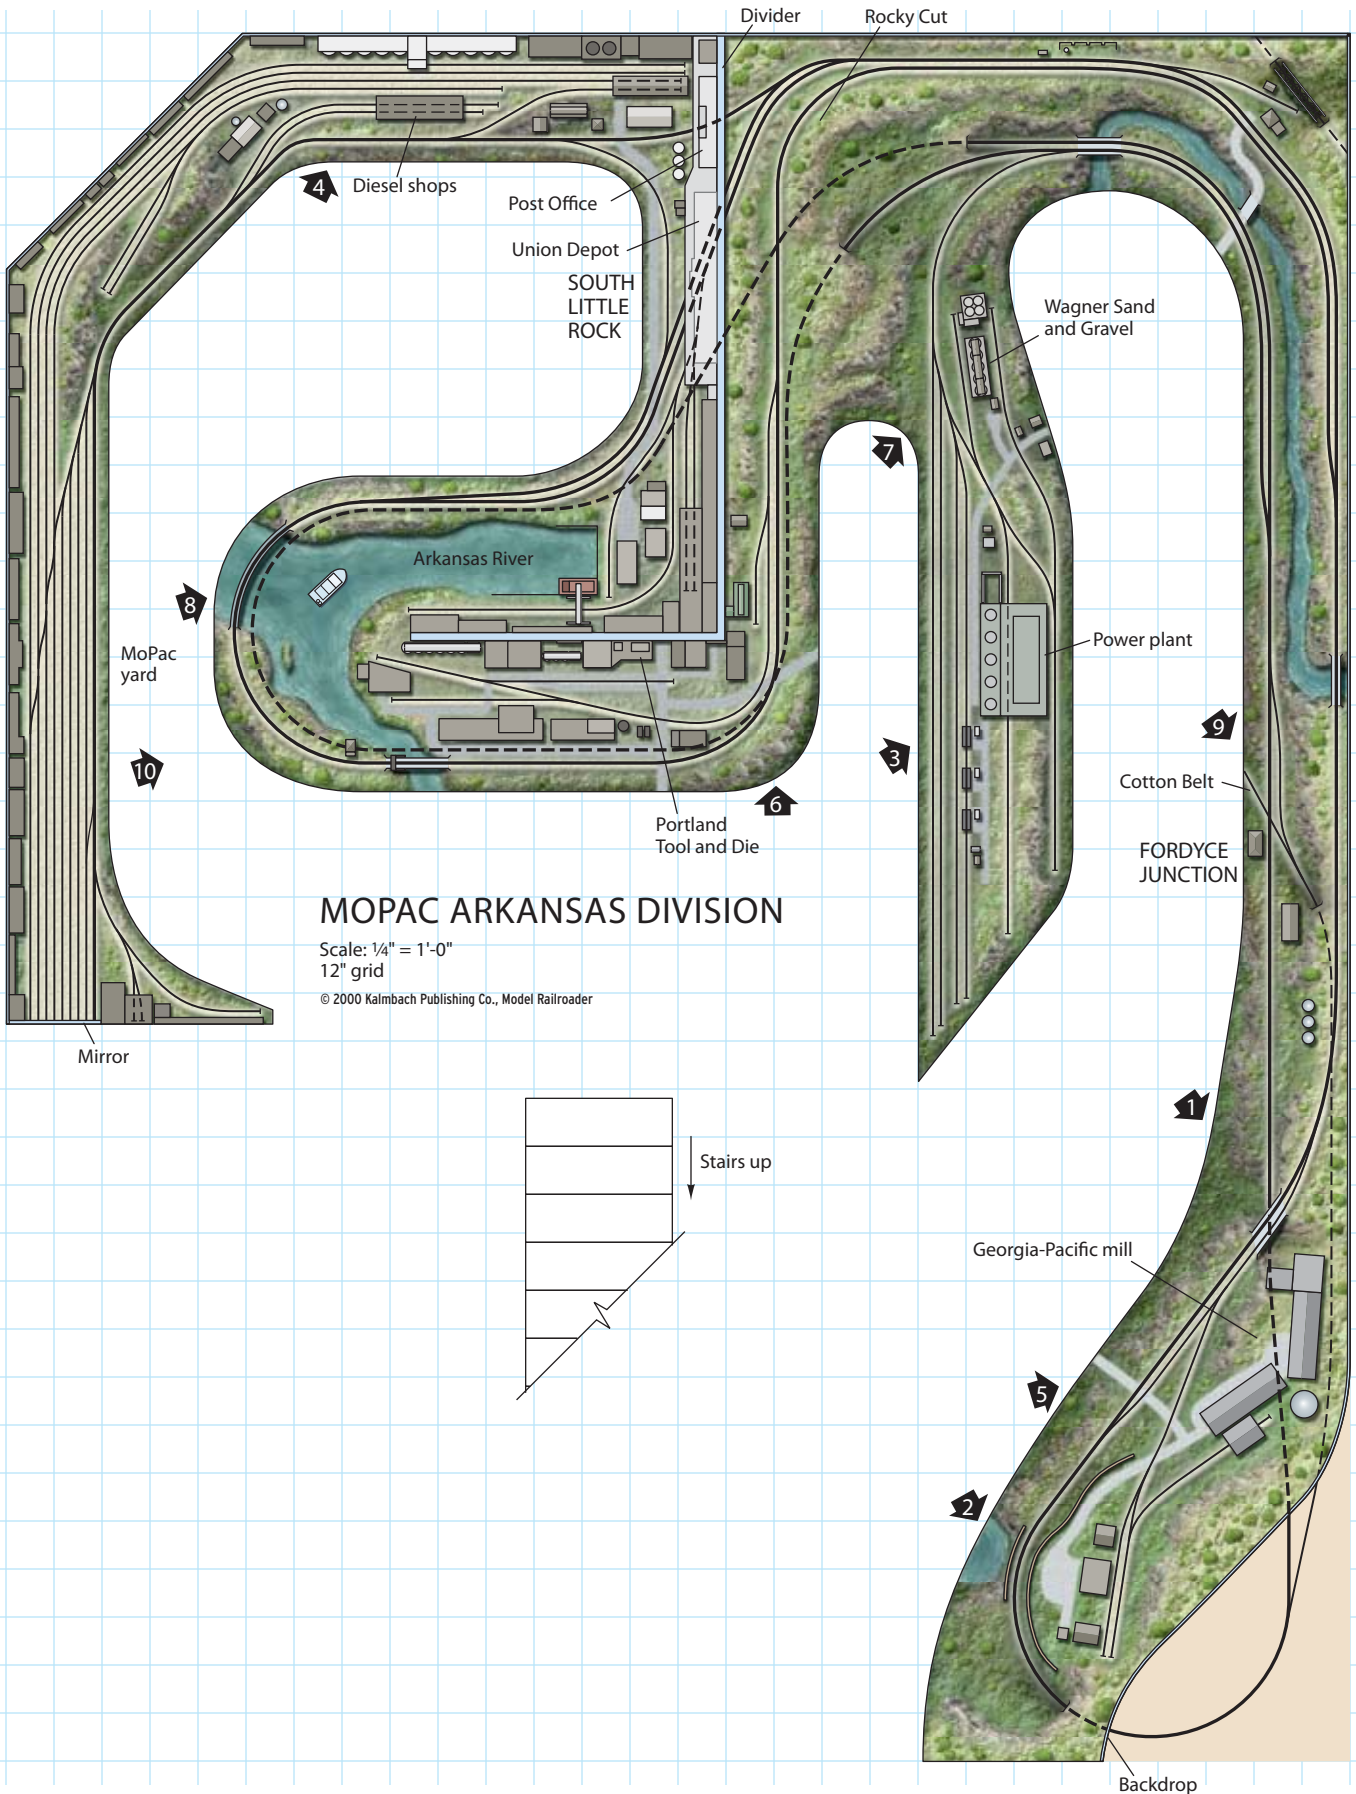 Divider
Rocky Cut
4
Diesel shops
Post Office
Union Depot
SOUTH
LITTLE
ROCK
Wagner Sand
and Gravel
7
Arkansas River
8
MoPac
yard
Power plant
9
3
10
Cotton Belt
6
Portland
Tool and Die
FORDYCE
JUNCTION
MOPAC ARKANSAS DIVISION
Scale: ¼" = 1'-0"
12" grid
© 2000 Kalmbach Publishing Co., Model Railroader
Mirror
1
Stairs up
Georgia-Pacific mill
5
2
Backdrop